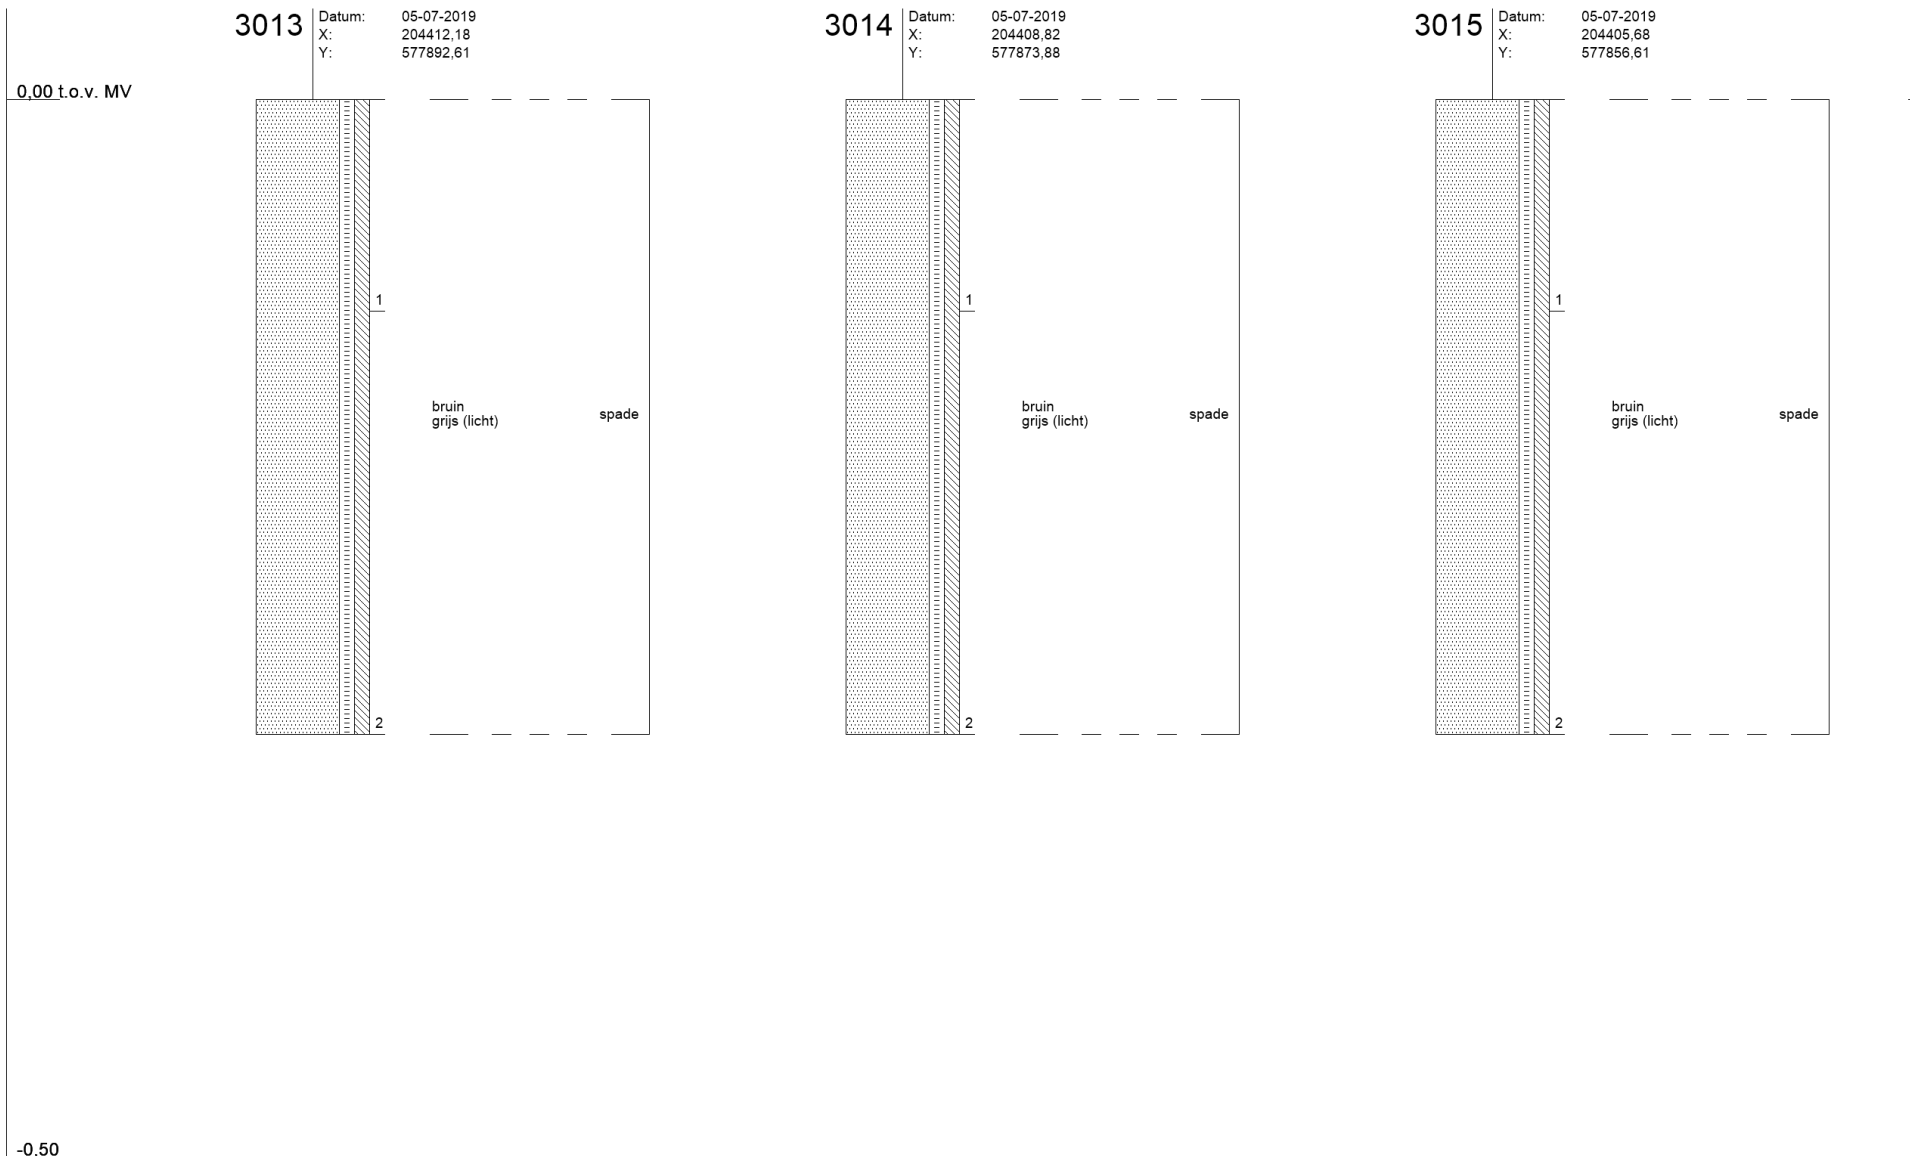 3013
Datum: 05-07-2019
X: 204412,18
Y: 577892,61
3014
Datum: 05-07-2019
X: 204408,82
Y: 577873,88
3015
Datum: 05-07-2019
X: 204405,68
Y: 577856,61
0,00 t.o.v. MV
1
bruin
grijs (licht)
spade
2
1
bruin
grijs (licht)
spade
2
1
bruin
grijs (licht)
spade
2
-0.50